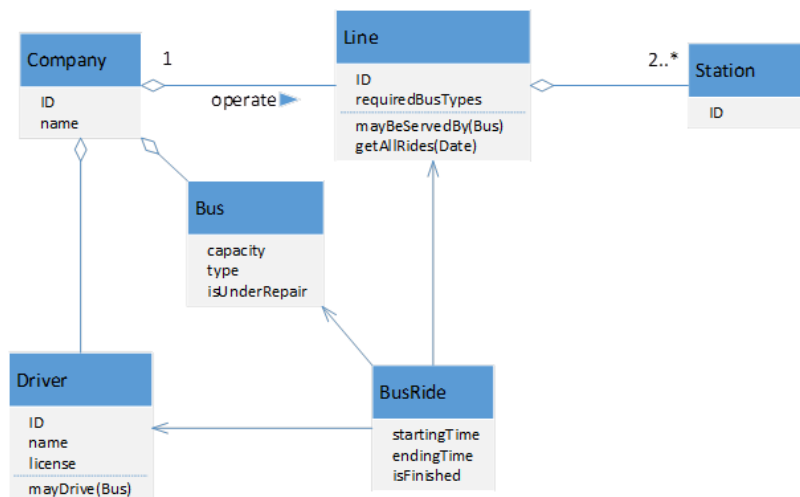 Company
ID
name
1
operate
Line
ID
requiredBusTypes
mayBeServedBy(Bus)
getAllRides(Date)
2..*
Station
ID
Bus
capacity
type
isUnderRepair
Driver
ID
name
license
mayDrive(Bus)
BusRide
startingTime
endingTime
isFinished